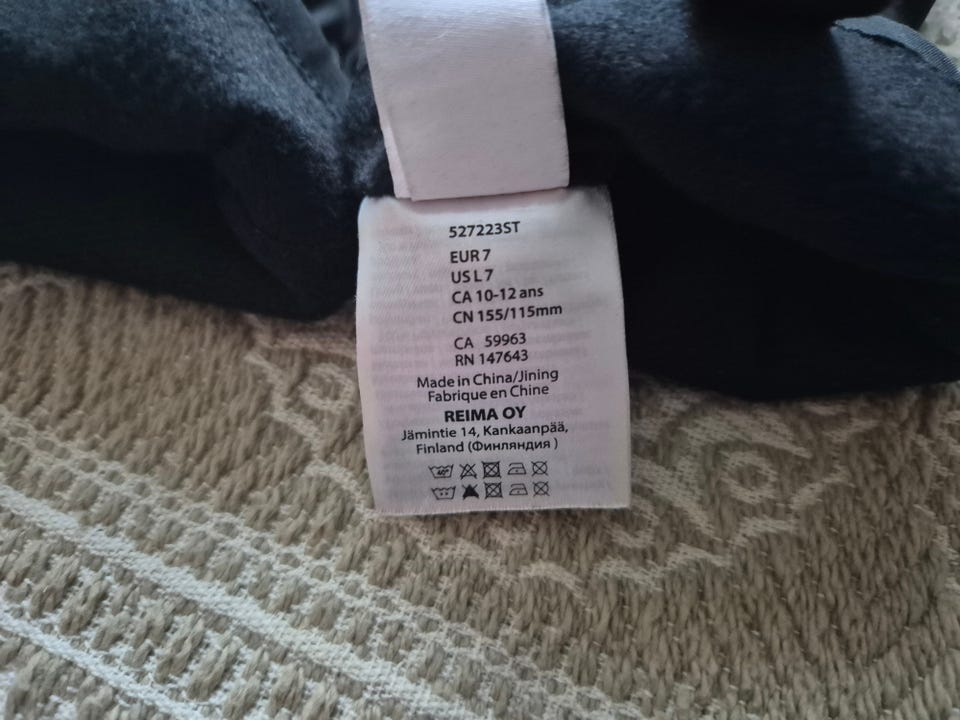 527223ST
EUR 7
US L 7
CA 10-12 ans
CN 155/115mm
CA 59963
RN 147643
Made in China/Jining
Fabrique en Chine
REIMA OY
Jämintie 14, Kankaanpää,
Finland (Финляндия )
40°